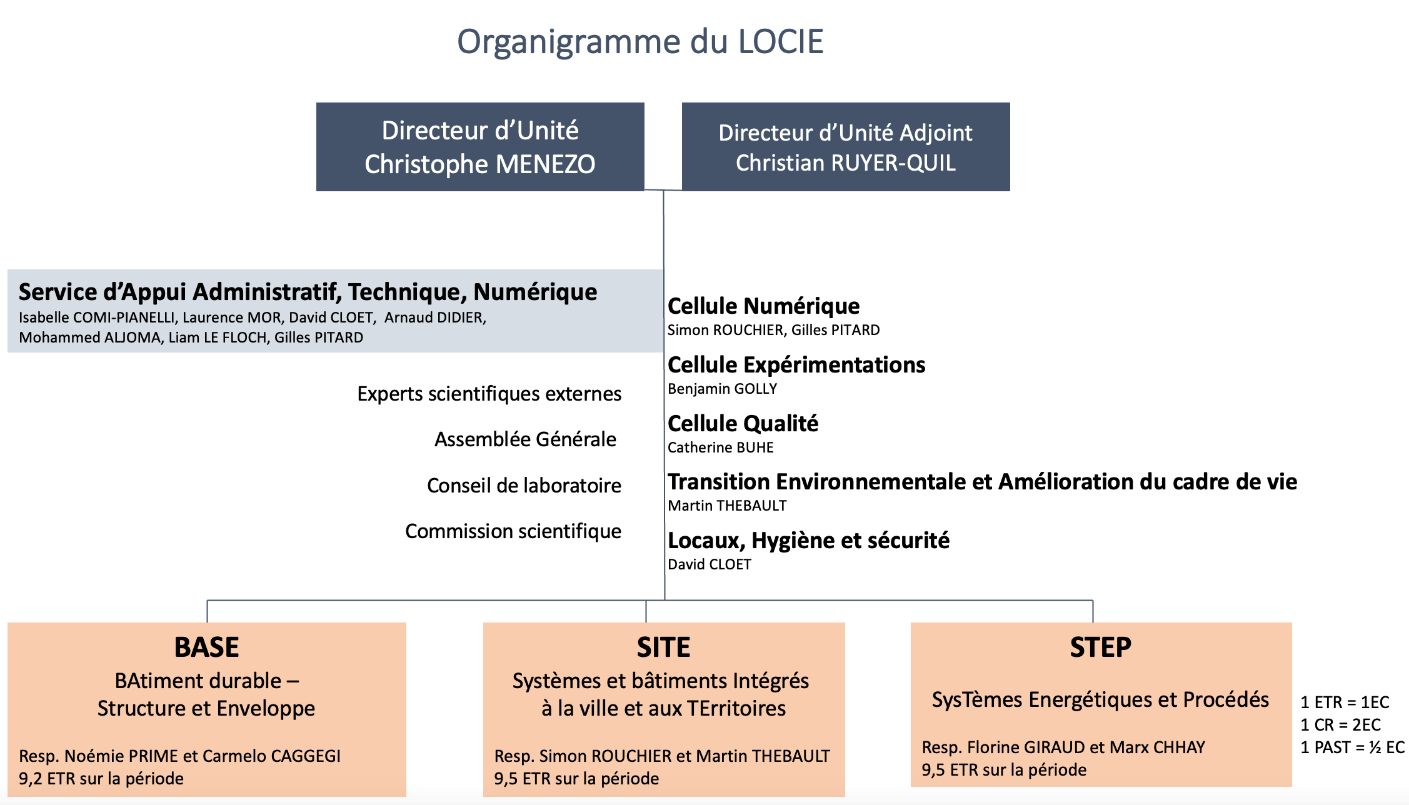 Organigramme du LOCIE
Directeur d’Unité
Christophe MENEZO
Directeur d’Unité Adjoint
Christian RUYER-QUIL
Service d’Appui Administratif, Technique, Numérique
Isabelle COMI-PIANELLI, Laurence MOR, David CLOET, Arnaud DIDIER,
Mohammed ALJOMA, Liam LE FLOCH, Gilles PITARD
Experts scientifiques externes
Assemblée Générale
Conseil de laboratoire
Commission scientifique
Cellule Numérique
Simon ROUCHIER, Gilles PITARD
Cellule Expérimentations
Benjamin GOLLY
Cellule Qualité
Catherine BUHE
Transition Environnementale et Amélioration du cadre de vie
Martin THEBAULT
Locaux, Hygiène et sécurité
David CLOET
BASE
BAtiment durable –
Structure et Enveloppe
Resp. Noémie PRIME et Carmelo CAGGEGI
9,2 ETR sur la période
SITE
Systèmes et bâtiments Intégrés
à la ville et aux TErritoires
Resp. Simon ROUCHIER et Martin THEBAULT
9,5 ETR sur la période
STEP
SysTèmes Energétiques et Procédés
Resp. Florine GIRAUD et Marx CHHAY
9,5 ETR sur la période
1 ETR = 1EC
1 CR = 2EC
1 PAST = ½ EC